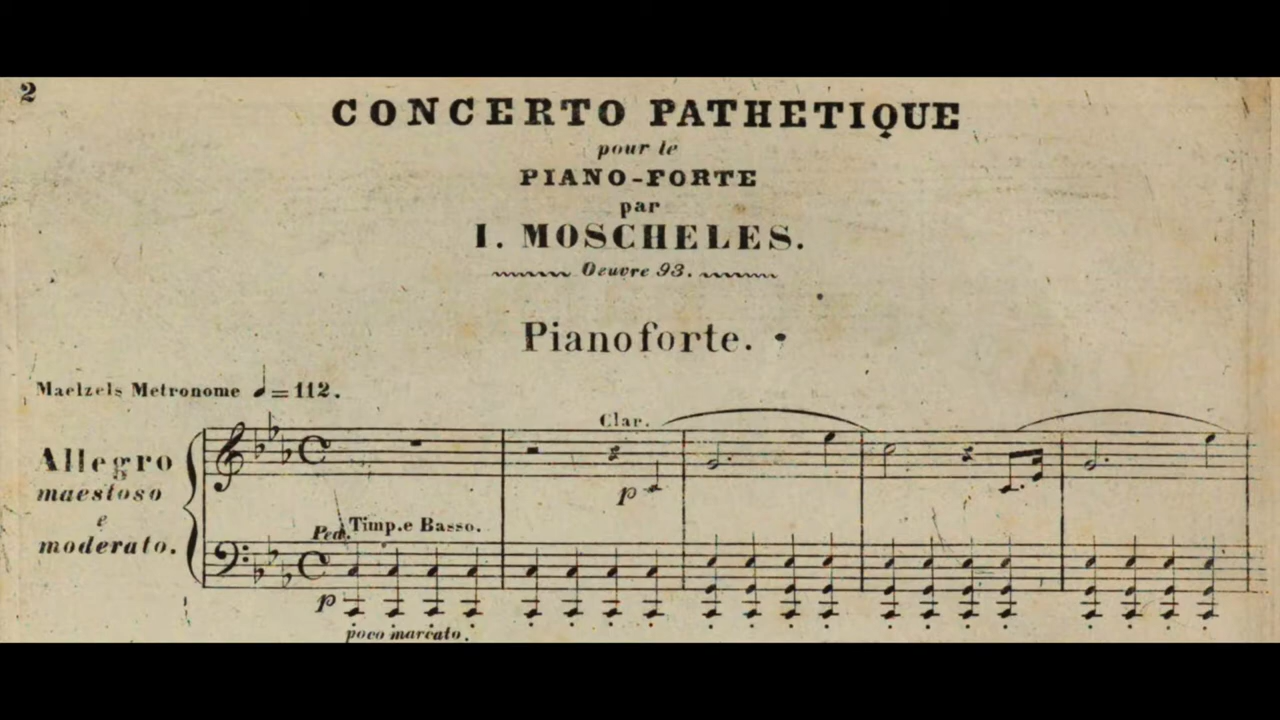 2
CONCERTO PATHETIQUE
pour le
PIANO-FORTE
par
I. MOSCHELES.
Oeuvre 93.
Pianoforte.
Maelzels Metronome ♩=112.
Clar.
Allegro
maestoso
e
moderato.
p
Ped.
Timp.e Basso.
p
poco marcato.